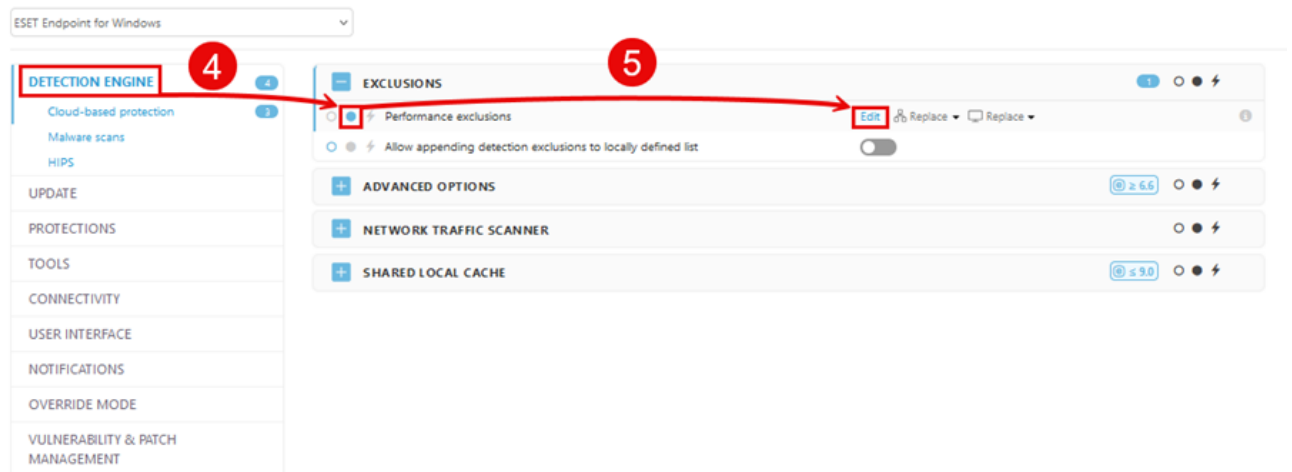 ESET Endpoint for Windows
4
5
DETECTION ENGINE
4
EXCLUSIONS
1
Cloud-based protection
Performance exclusions
Edit
Replace
Replace
Malware scans
Allow appending detection exclusions to locally defined list
HIPS
UPDATE
ADVANCED OPTIONS
≥ 6.6
PROTECTIONS
NETWORK TRAFFIC SCANNER
TOOLS
SHARED LOCAL CACHE
≤ 9.0
CONNECTIVITY
USER INTERFACE
NOTIFICATIONS
OVERRIDE MODE
VULNERABILITY & PATCH
MANAGEMENT